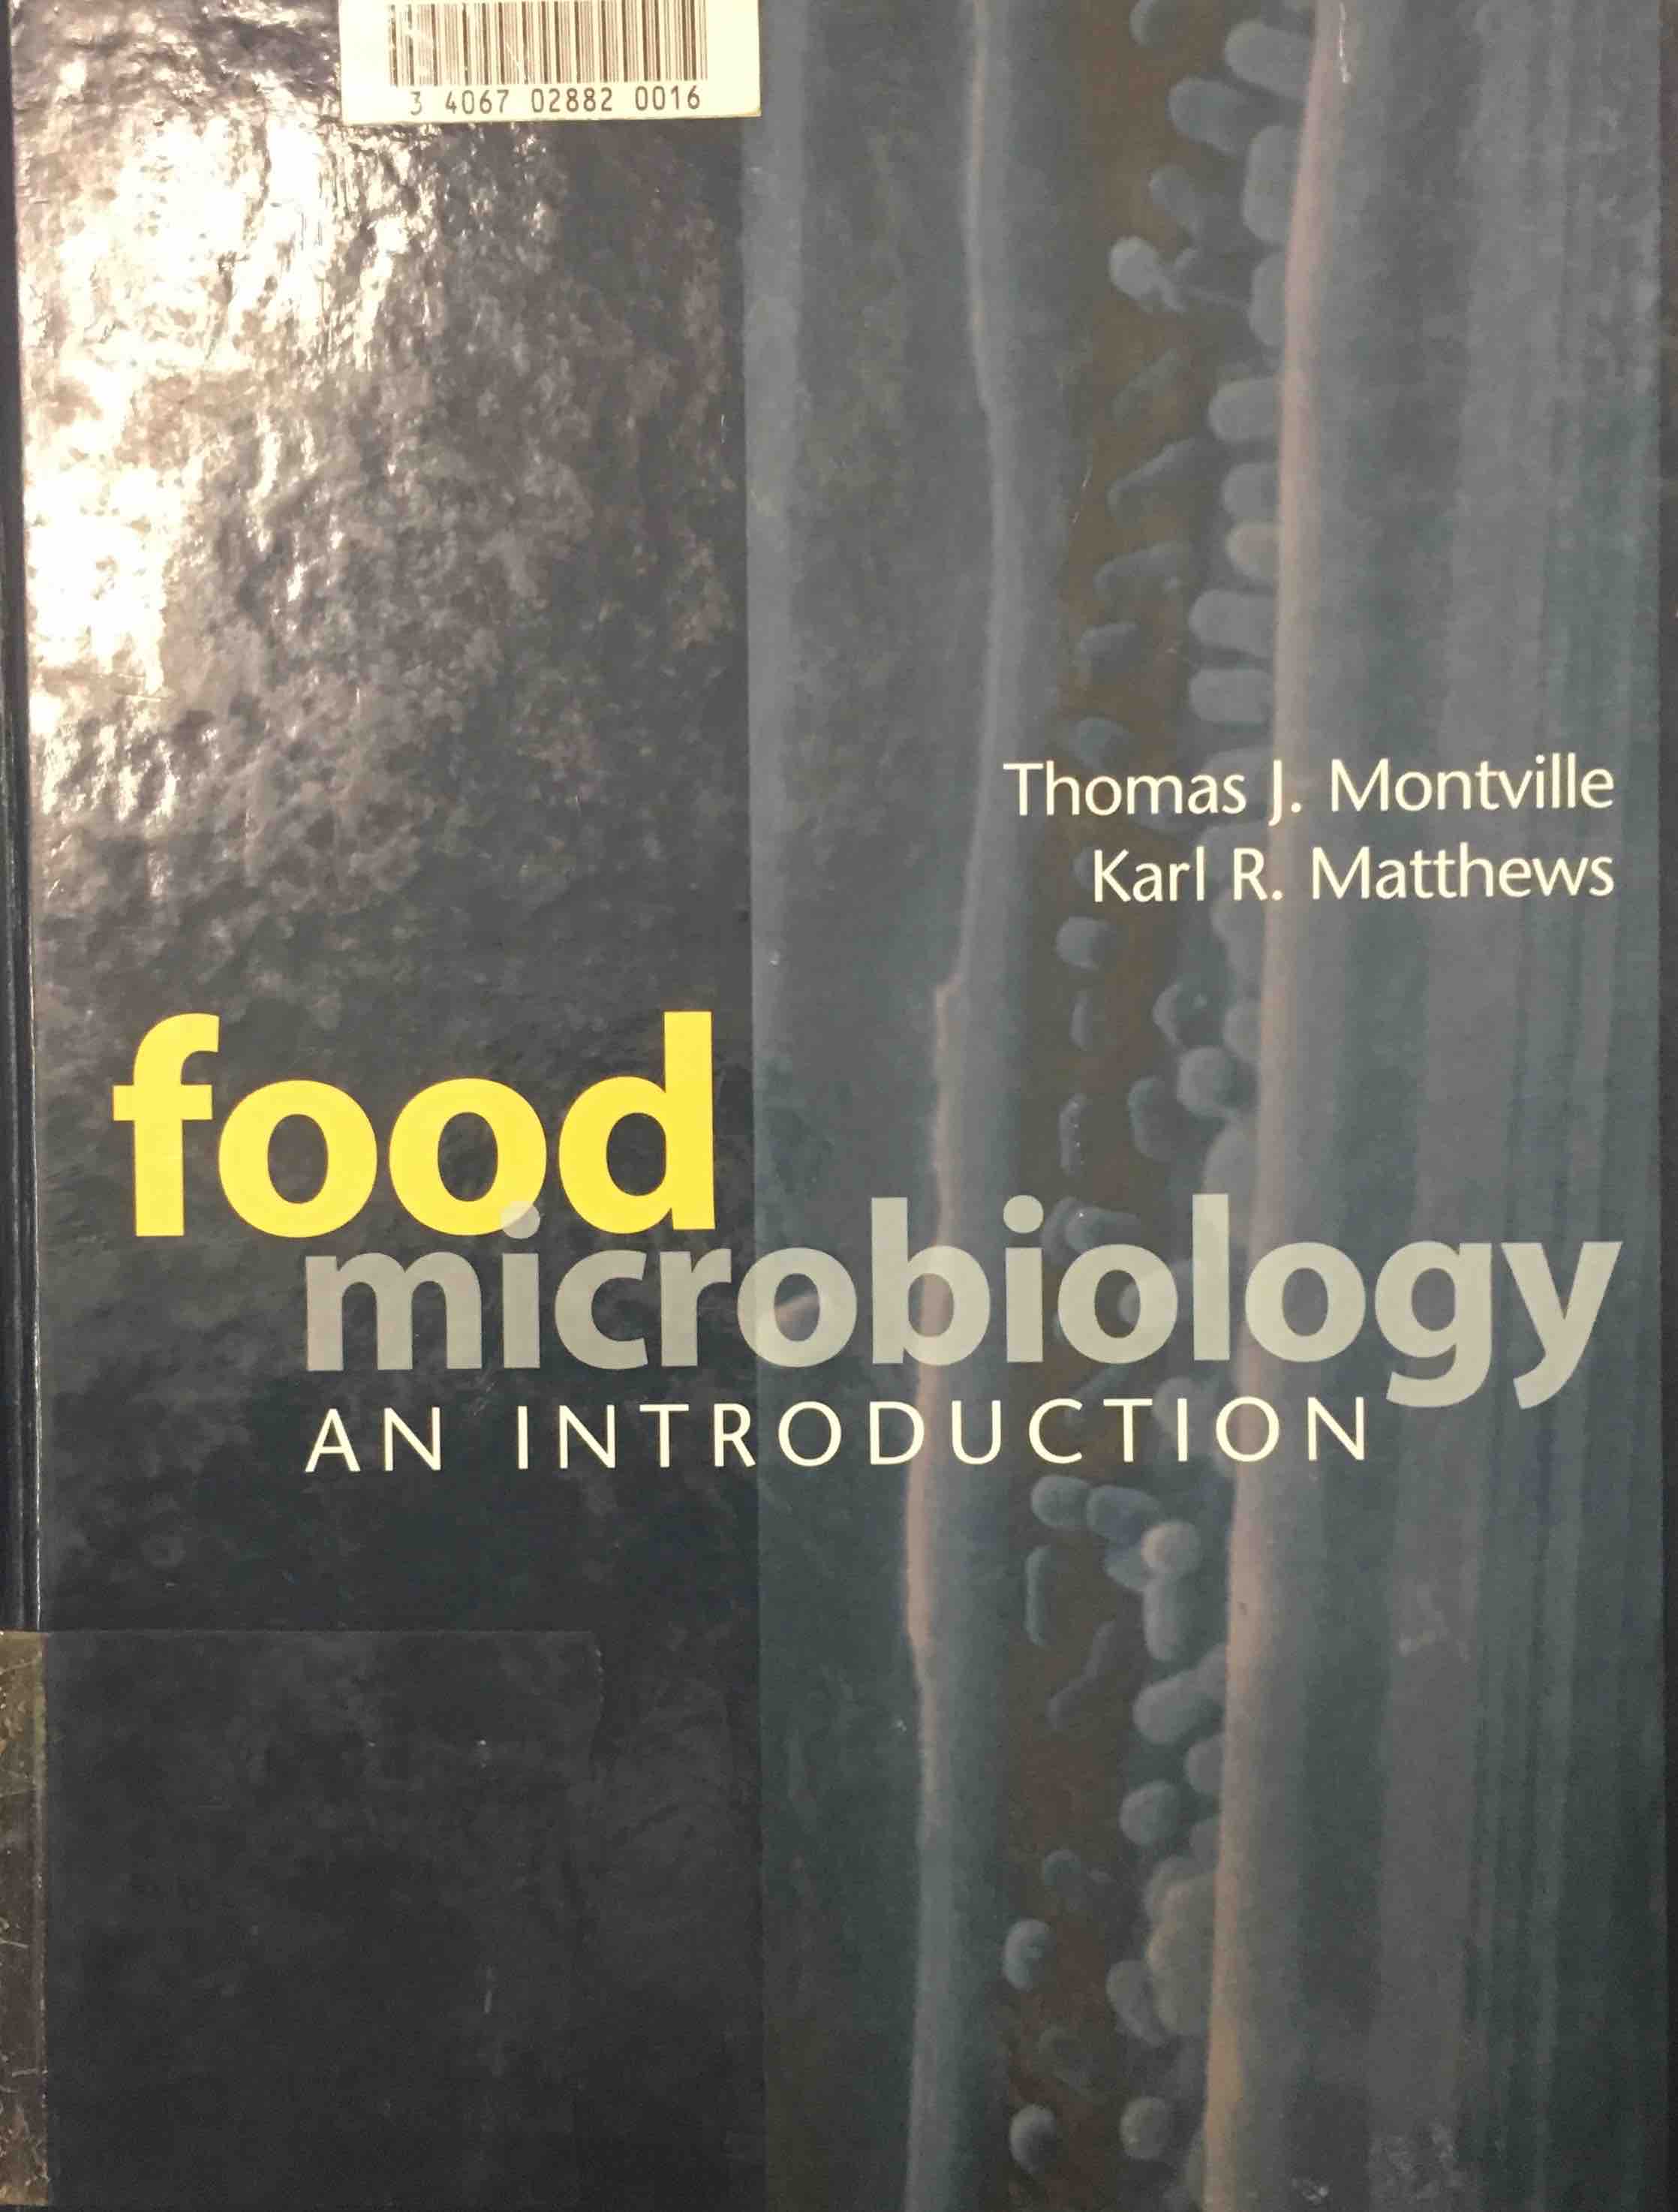 3 4067 02882 0016
Thomas J. Montville
Karl R. Matthews
food
microbiology
AN INTRODUCTION